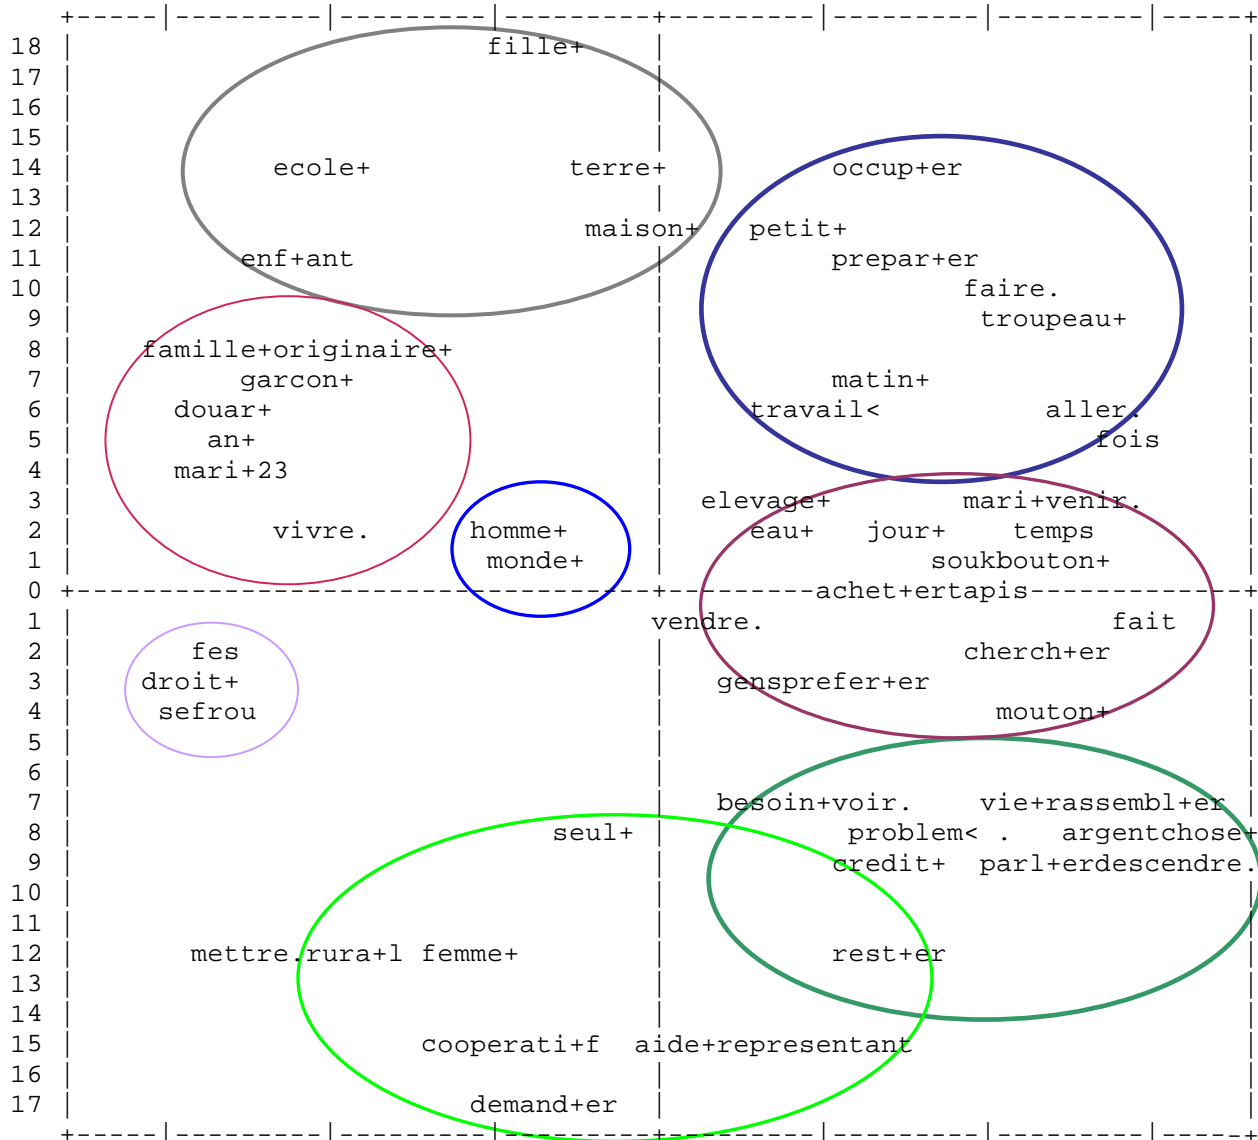 +-----|---------|---------|---------+---------|---------|---------|-----+
18 | fille+ | |
17 | | |
16 | | |
15 | | |
14 | ecole+ terre+ occup+er |
13 | | |
12 | maison+ petit+ |
11 | enf+ant | prepar+er |
10 | | faire. |
9 | | troupeau+ |
8 | famille+originaire+ | |
7 | garcon+ | matin+ |
6 | douar+ | travail< aller. |
5 | an+ | fois |
4 | mari+23 | |
3 | | elevage+ mari+venir. |
2 | vivre. homme+ | eau+ jour+ temps |
1 | monde+ | soukbouton+ |
0 +-----------------------------------+---------achet+ertapis-------------+
1 | vendre. fait |
2 | fes | cherch+er |
3 | droit+ | gensprefer+er |
4 | sefrou | mouton+ |
5 | | |
6 | | |
7 | | besoin+voir. vie+rassembl+er |
8 | seul+ | problem< . argentchose+
9 | | credit+ parl+erdescendre.
10 | | |
11 | | |
12 | mettre.rura+l femme+ | rest+er |
13 | | |
14 | | |
15 | cooperati+f aide+representant |
16 | | |
17 | demand+er | |
+-----|---------|---------|---------+---------|---------|---------|-----+